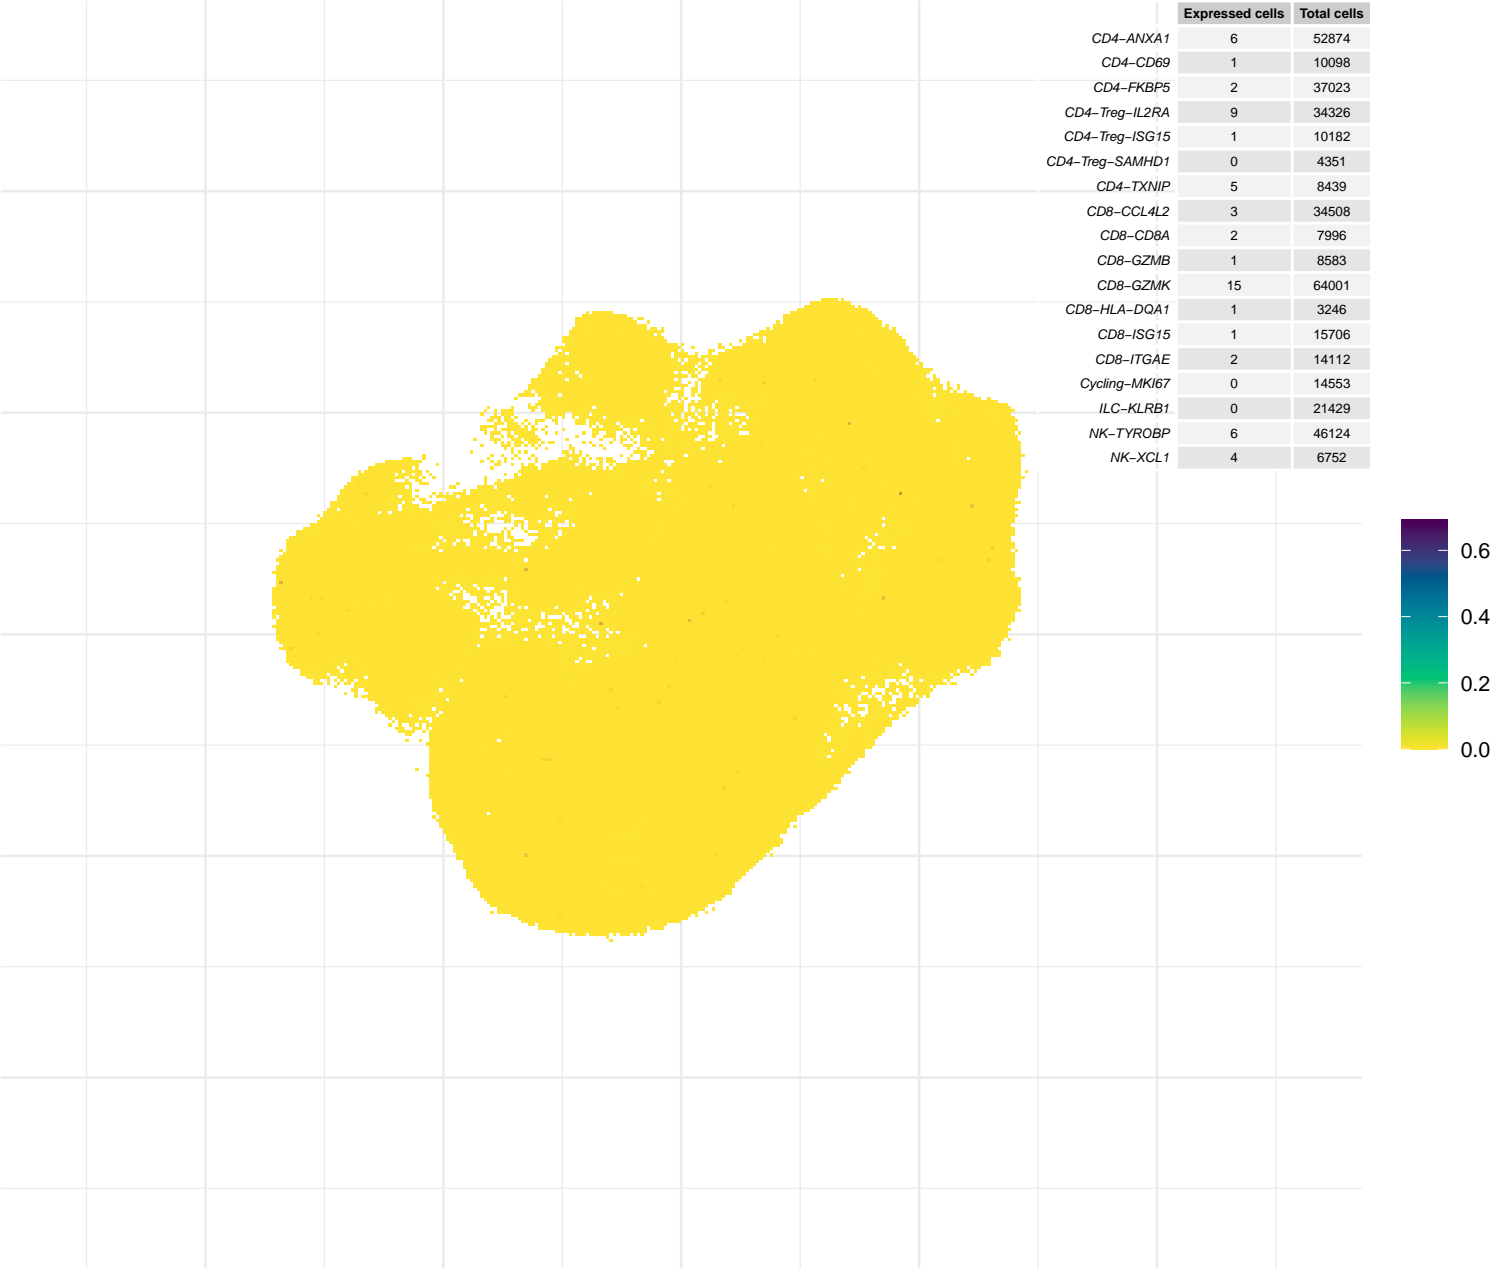 Expressed cells Total cells
CD4−ANXA1 6 52874
CD4−CD69 1 10098
CD4−FKBP5 2 37023
CD4−Treg−IL2RA 9 34326
CD4−Treg−ISG15 1 10182
CD4−Treg−SAMHD1 0 4351
CD4−TXNIP 5 8439
CD8−CCL4L2 3 34508
CD8−CD8A 2 7996
CD8−GZMB 1 8583
CD8−GZMK 15 64001
CD8−HLA−DQA1 1 3246
CD8−ISG15 1 15706
CD8−ITGAE 2 14112
Cycling−MKI67 0 14553
ILC−KLRB1 0 21429
NK−TYROBP 6 46124
NK−XCL1 4 6752
0.6
0.4
0.2
0.0